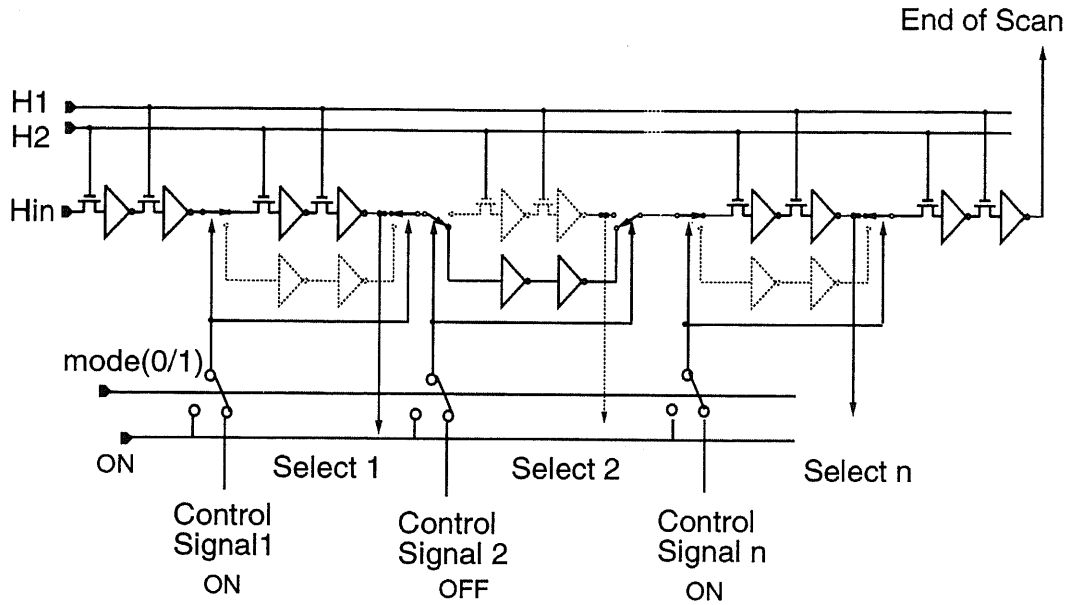 End of Scan
H1
H2
Hin
mode(0/1)
ON
Select 1
Select 2
Select n
Control
Signal1
ON
Control
Signal 2
OFF
Control
Signal n
ON